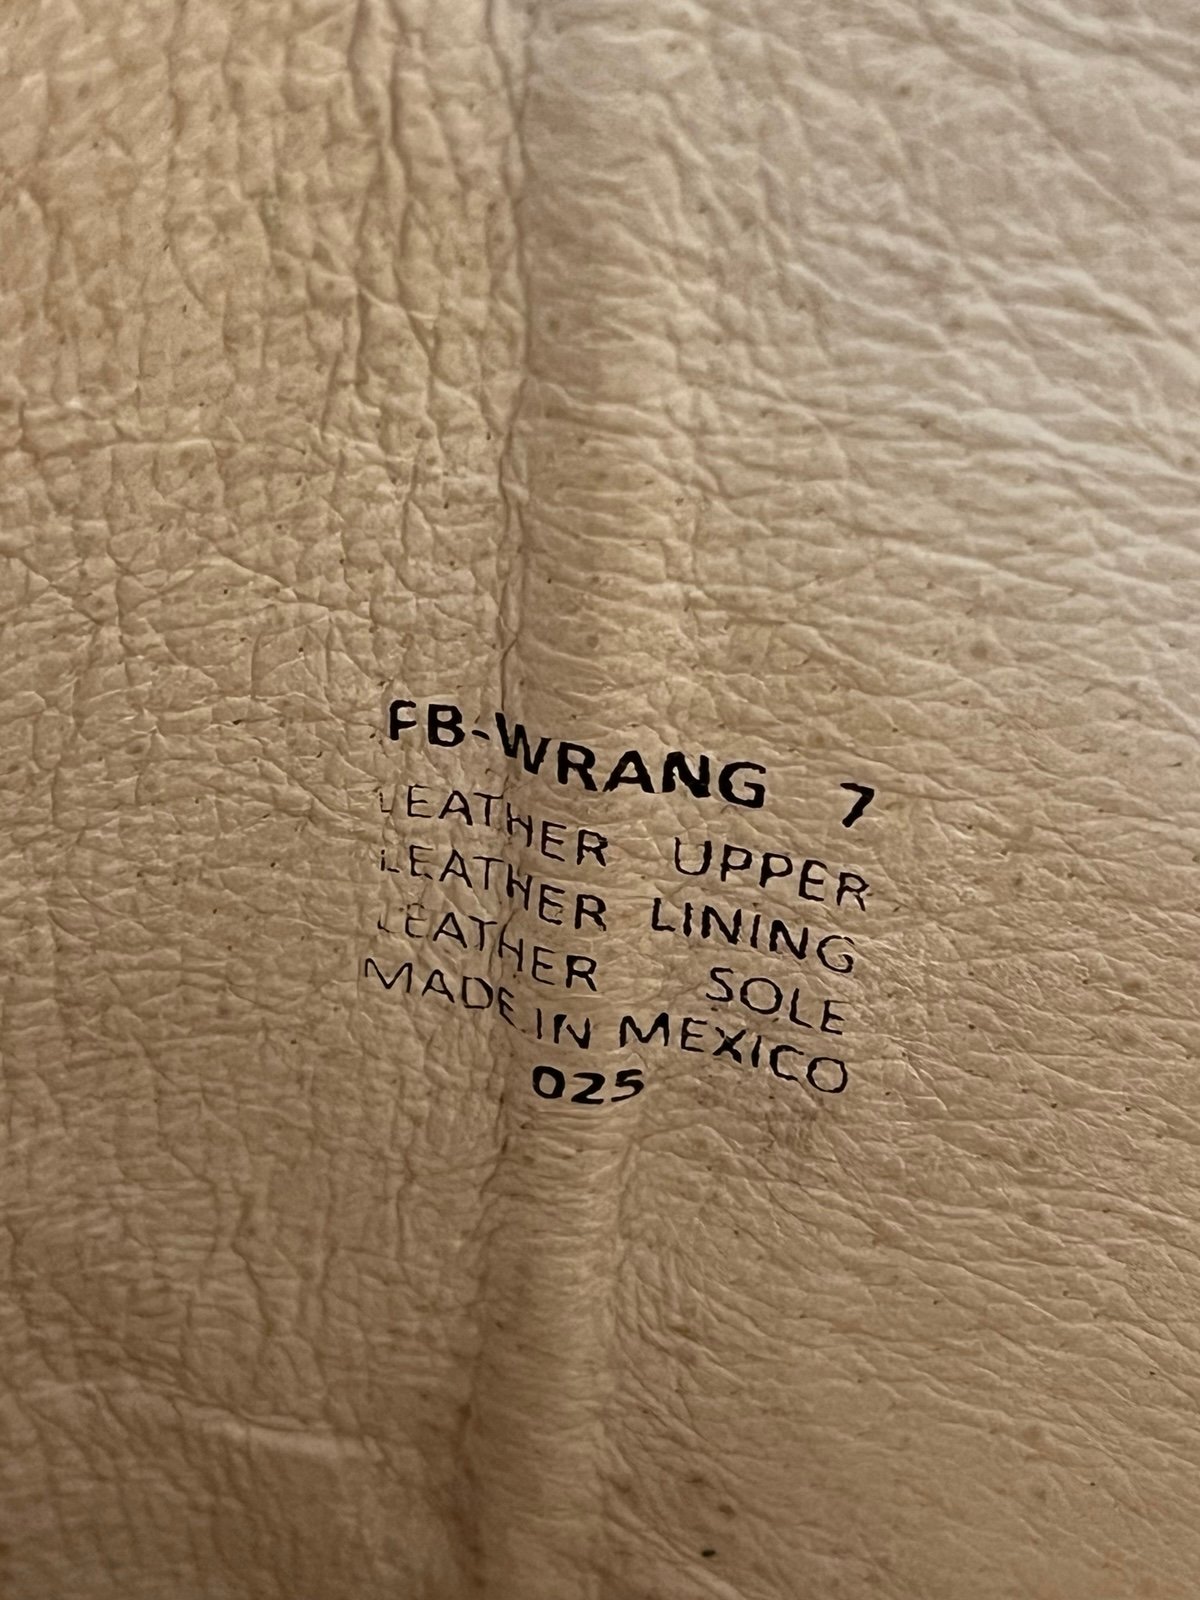 FB-WRANG 7
LEATHER UPPER
LEATHER LINING
LEATHER SOLE
MADE IN MEXICO
025